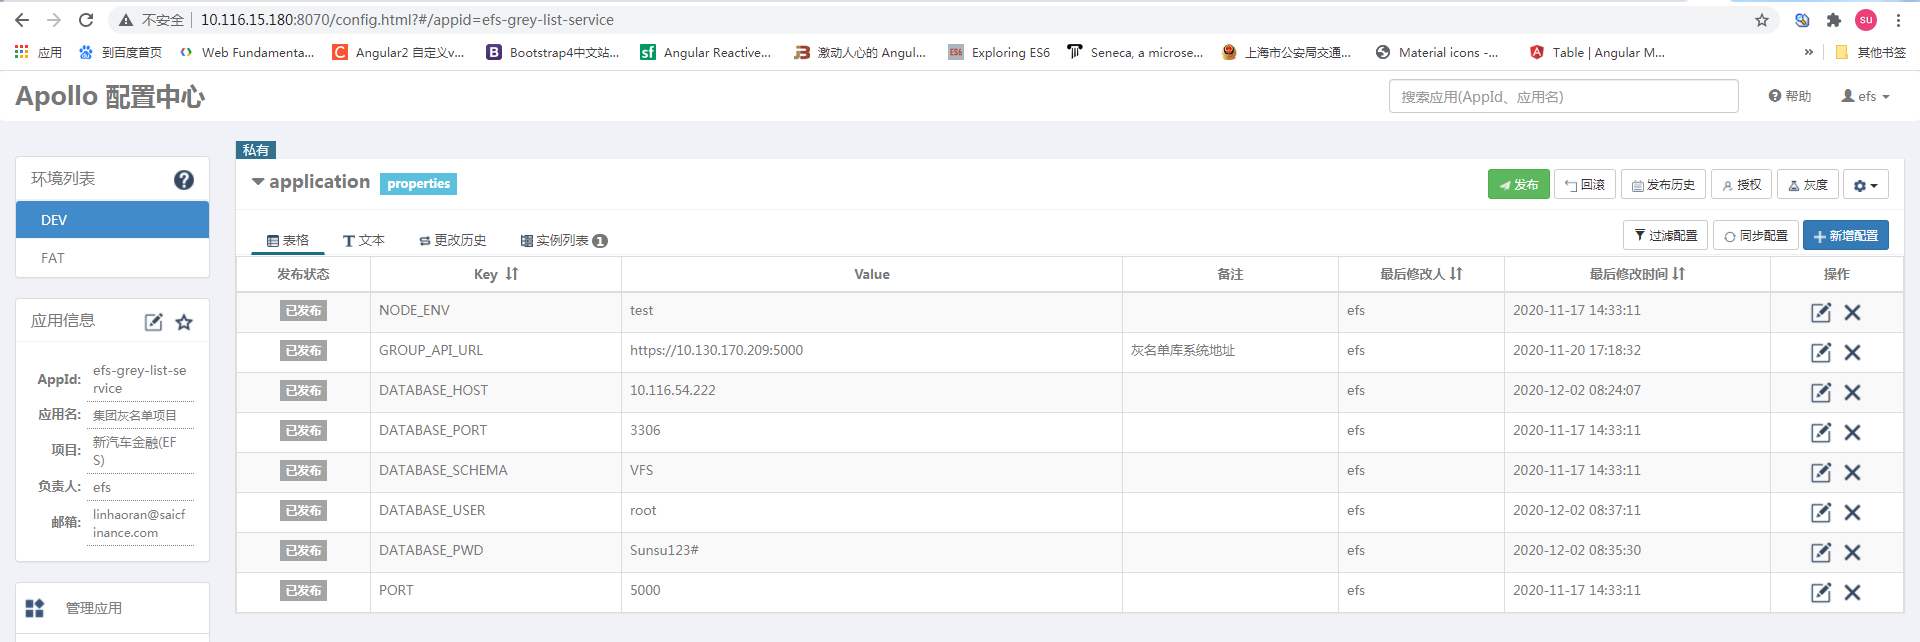 不安全 10.116.15.180:8070/config.html?#/appid=efs-grey-list-service
su
应用 到百度首页 Web Fundamenta... Angular2 自定义v... Bootstrap4中文站... Angular Reactive... 激动人心的 Angul... Exploring ES6 Seneca, a microse... 上海市公安局交通... Material icons -... Table | Angular M... » 其他书签
Apollo 配置中心
搜索应用(AppId、应用名)
帮助
efs
环境列表
DEV
FAT
应用信息
AppId: efs-grey-list-se
rvice
应用名: 集团灰名单项目
项目: 新汽车金融(EF
S)
负责人: efs
邮箱: linhaoran@saicf
inance.com
管理应用
私有
application properties
发布 回滚 发布历史 授权 灰度
表格 文本 更改历史 实例列表 1
过滤配置 同步配置 新增配置
发布状态 Key Value 备注 最后修改人 最后修改时间 操作
已发布 NODE_ENV test efs 2020-11-17 14:33:11
已发布 GROUP_API_URL https://10.130.170.209:5000 灰名单库系统地址 efs 2020-11-20 17:18:32
已发布 DATABASE_HOST 10.116.54.222 efs 2020-12-02 08:24:07
已发布 DATABASE_PORT 3306 efs 2020-11-17 14:33:11
已发布 DATABASE_SCHEMA VFS efs 2020-11-17 14:33:11
已发布 DATABASE_USER root efs 2020-12-02 08:37:11
已发布 DATABASE_PWD Sunsu123# efs 2020-12-02 08:35:30
已发布 PORT 5000 efs 2020-11-17 14:33:11